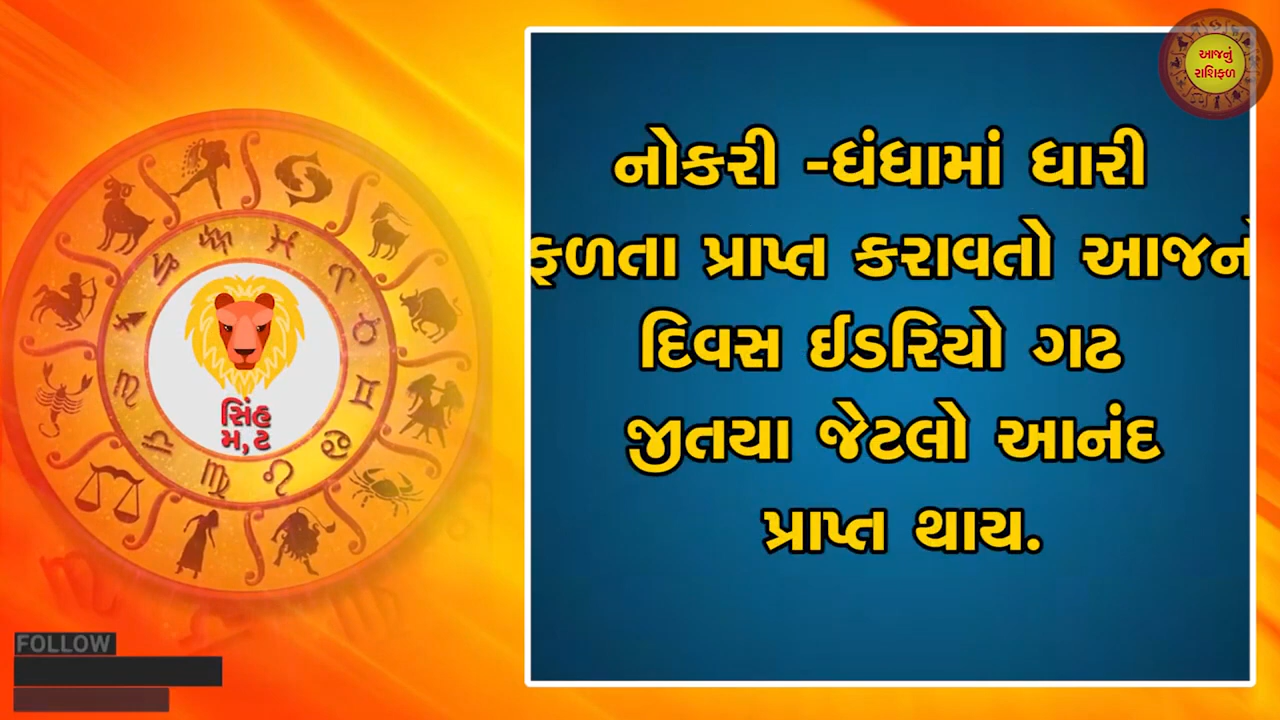 આજનું
રાશિફળ
નોકરી -ધંધામાં ધારી
ફળતા પ્રાપ્ત કરાવતો આજનો
દિવસ ઈડરિયો ગઢ
જીતયા જેટલો આનંદ
પ્રાપ્ત થાય.
સિંહ
મ, ટ
FOLLOW